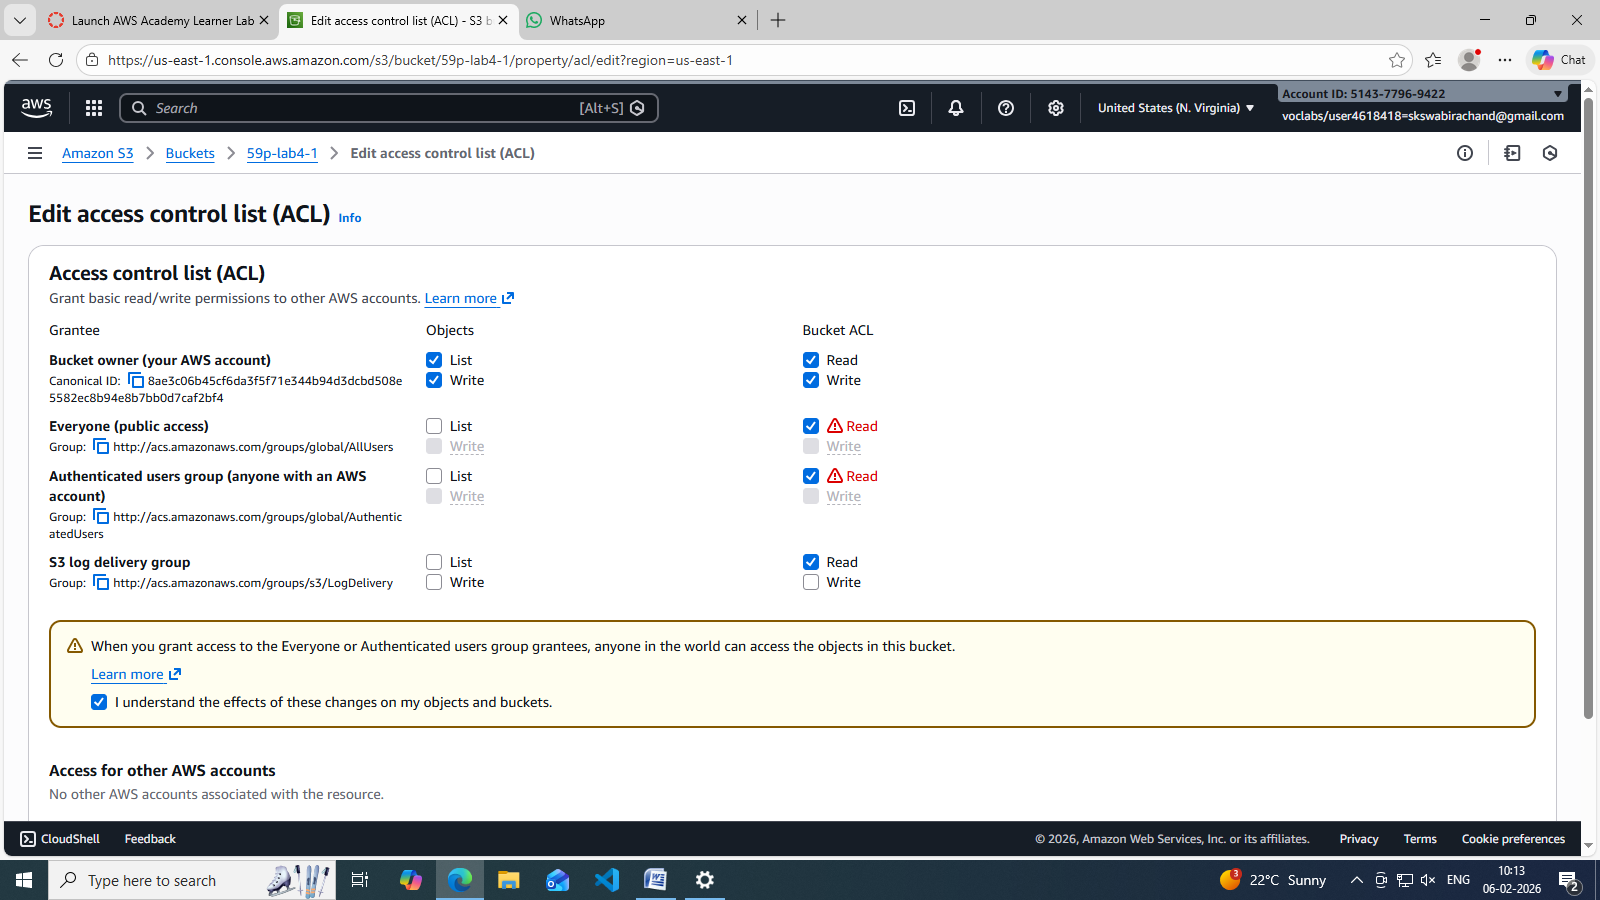 Launch AWS Academy Learner Lab
Edit access control list (ACL) - S3 b
WhatsApp
https://us-east-1.console.aws.amazon.com/s3/bucket/59p-lab4-1/property/acl/edit?region=us-east-1
Chat
aws
Search
[Alt+S]
United States (N. Virginia)
Account ID: 5143-7796-9422
voclabs/user4618418=skswabirachand@gmail.com
Amazon S3
Buckets
59p-lab4-1
Edit access control list (ACL)
Edit access control list (ACL) Info
Access control list (ACL)
Grant basic read/write permissions to other AWS accounts. Learn more
Grantee Objects Bucket ACL
Bucket owner (your AWS account) List Read
Canonical ID: 8ae3c06b45cf6da3f5f71e344b94d3dcbd508e Write Write
5582ec8b94e8b7bb0d7caf2bf4
Everyone (public access) List Read
Group: http://acs.amazonaws.com/groups/global/AllUsers Write Write
Authenticated users group (anyone with an AWS List Read
account) Write Write
Group: http://acs.amazonaws.com/groups/global/Authentic
atedUsers
S3 log delivery group List Read
Group: http://acs.amazonaws.com/groups/s3/LogDelivery Write Write
When you grant access to the Everyone or Authenticated users group grantees, anyone in the world can access the objects in this bucket.
Learn more
I understand the effects of these changes on my objects and buckets.
Access for other AWS accounts
No other AWS accounts associated with the resource.
CloudShell Feedback © 2026, Amazon Web Services, Inc. or its affiliates. Privacy Terms Cookie preferences
Type here to search
3
22°C Sunny
ENG
10:13
06-02-2026
2